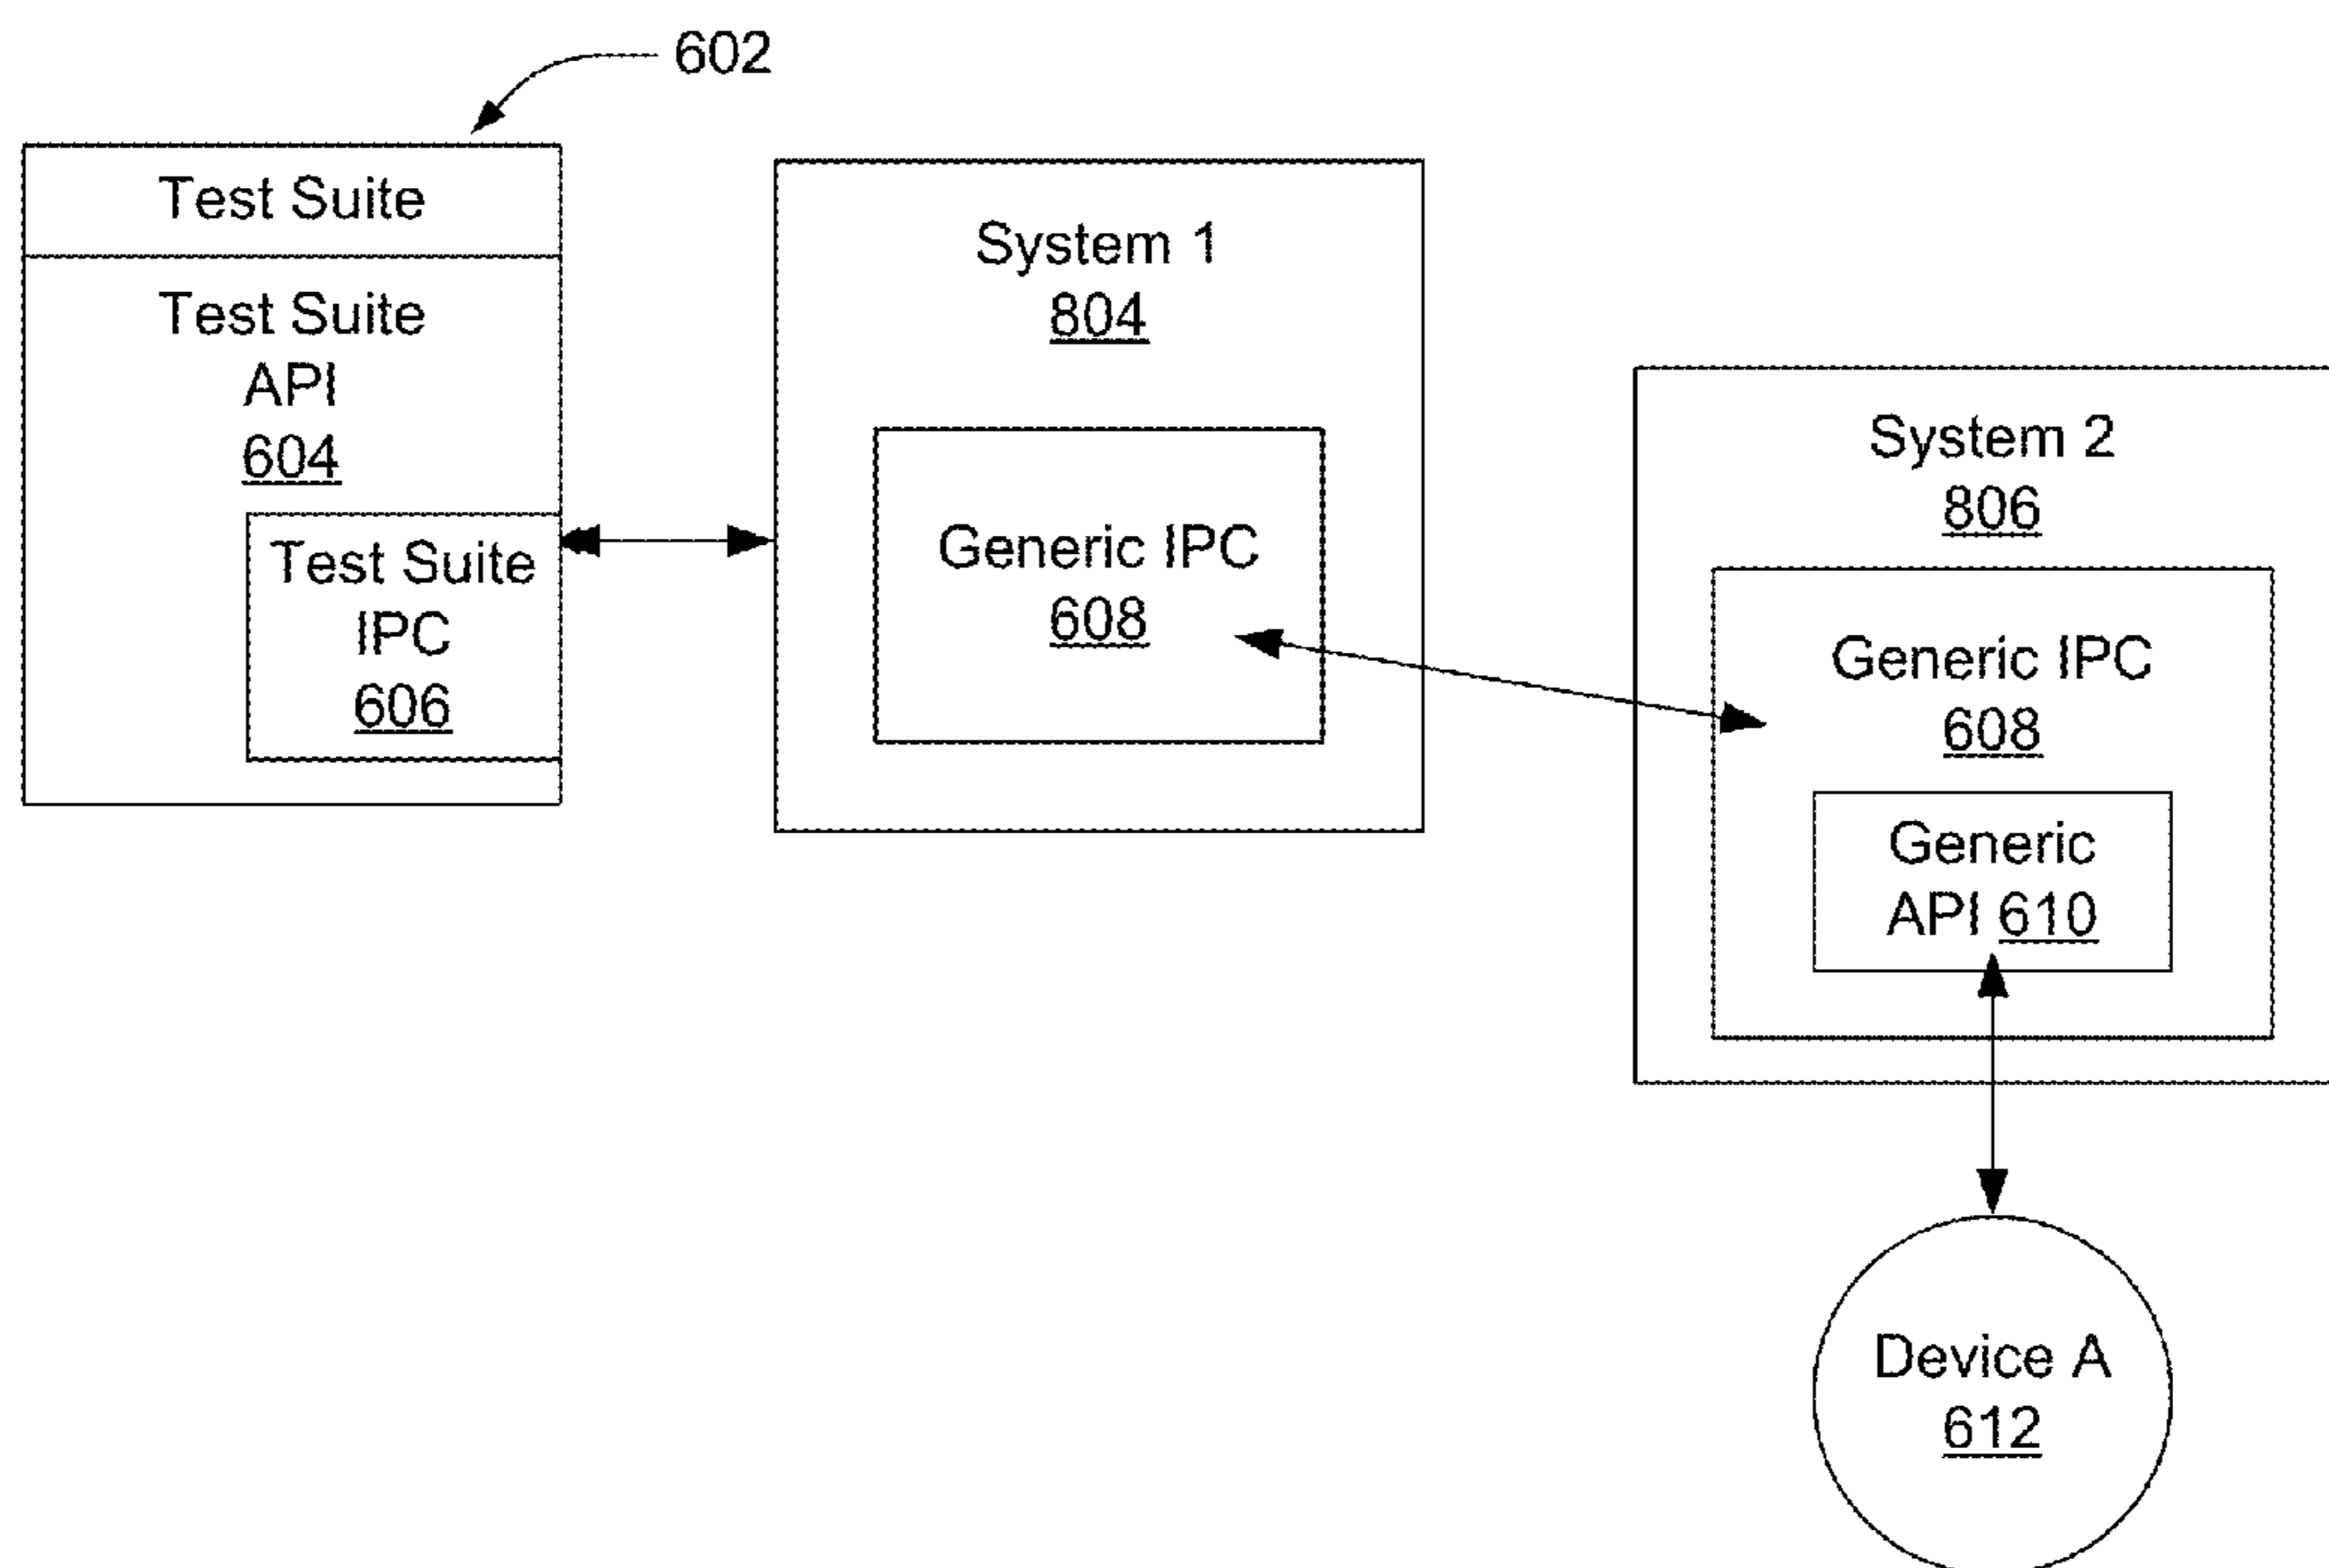 602
Test Suite
Test Suite
API
604
Test Suite
IPC
606
System 1
804
Generic IPC
608
System 2
806
Generic IPC
608
Generic
API 610
Device A
612